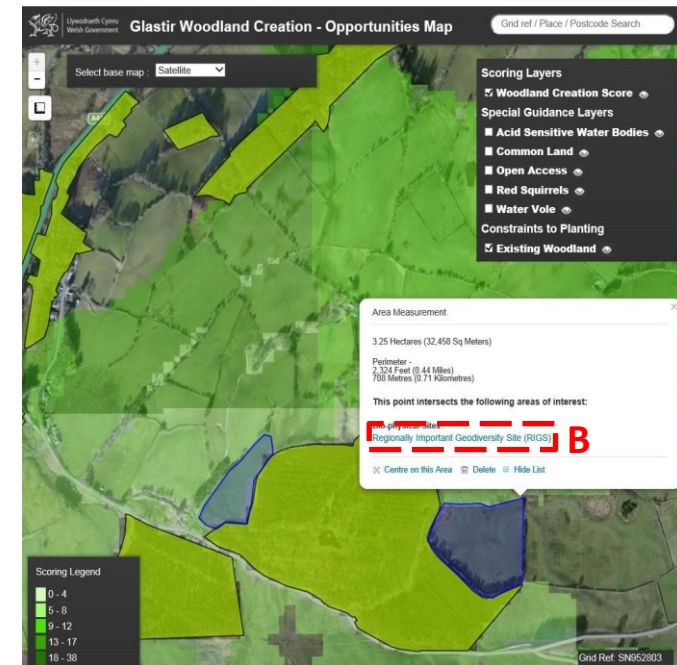 Llywodraeth Cymru
Welsh Government
Glastir Woodland Creation - Opportunities Map
Grid ref / Place / Postcode Search
+
-
Select base map : Satellite
Scoring Layers
Woodland Creation Score
Special Guidance Layers
Acid Sensitive Water Bodies
Common Land
Open Access
Red Squirrels
Water Vole
Constraints to Planting
Existing Woodland
Area Measurement
×
3.25 Hectares (32,458 Sq Meters)
Perimeter -
2,324 Feet (0.44 Miles)
708 Metres (0.71 Kilometres)
This point intersects the following areas of interest:
Bio-physical sites
Regionally Important Geodiversity Site (RIGS)
B
Centre on this Area Delete Hide List
Scoring Legend
0 - 4
5 - 8
9 - 12
13 - 17
18 - 38
Grid Ref: SN952803